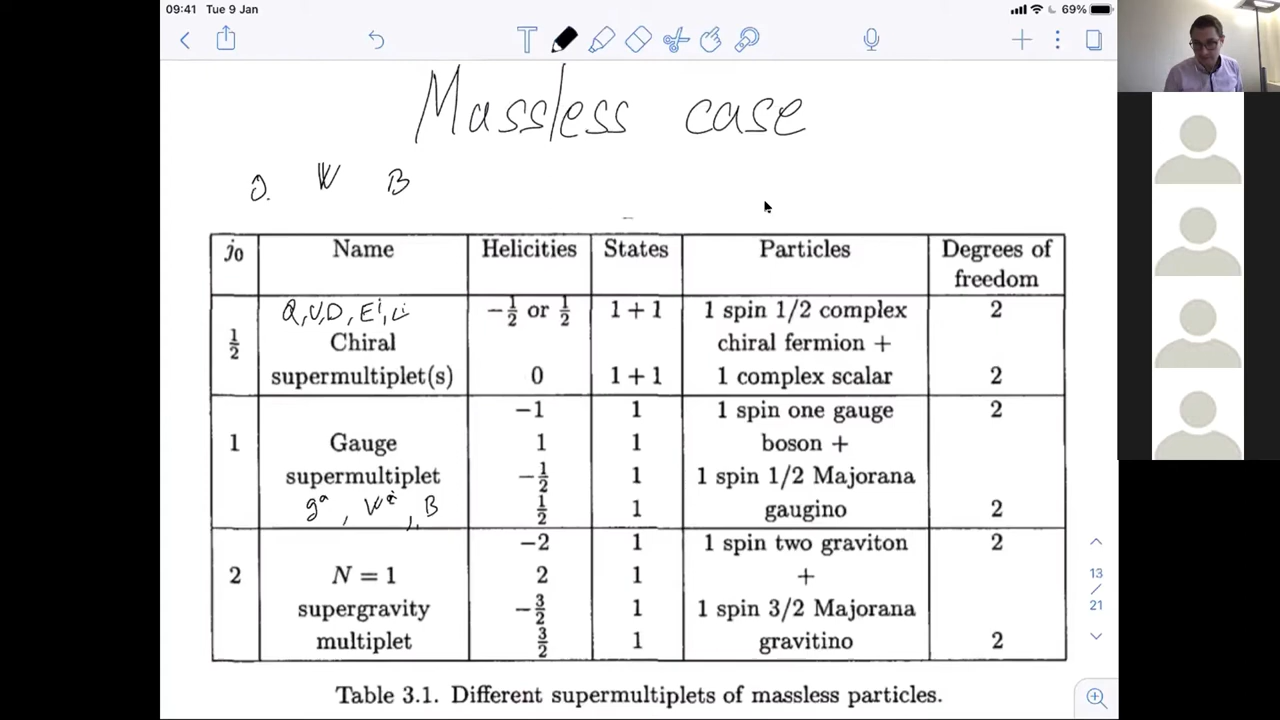 09:41 Tue 9 Jan
69%
Massless case
g W B
j₀ Name Helicities States Particles Degrees of freedom
Q, U, D, Eⁱ, L
1/2 Chiral supermultiplet(s)
−1/2 or 1/2 1 + 1 1 spin 1/2 complex chiral fermion + 2
0 1 + 1 1 complex scalar 2
1 Gauge supermultiplet
gᵃ, Wⁱ, B
−1 1 1 spin one gauge 2
1 1 boson +
−1/2 1 1 spin 1/2 Majorana
1/2 1 gaugino 2
2 N = 1 supergravity multiplet
−2 1 1 spin two graviton 2
2 1 +
−3/2 1 1 spin 3/2 Majorana
3/2 1 gravitino 2
Table 3.1. Different supermultiplets of massless particles.
13
/
21